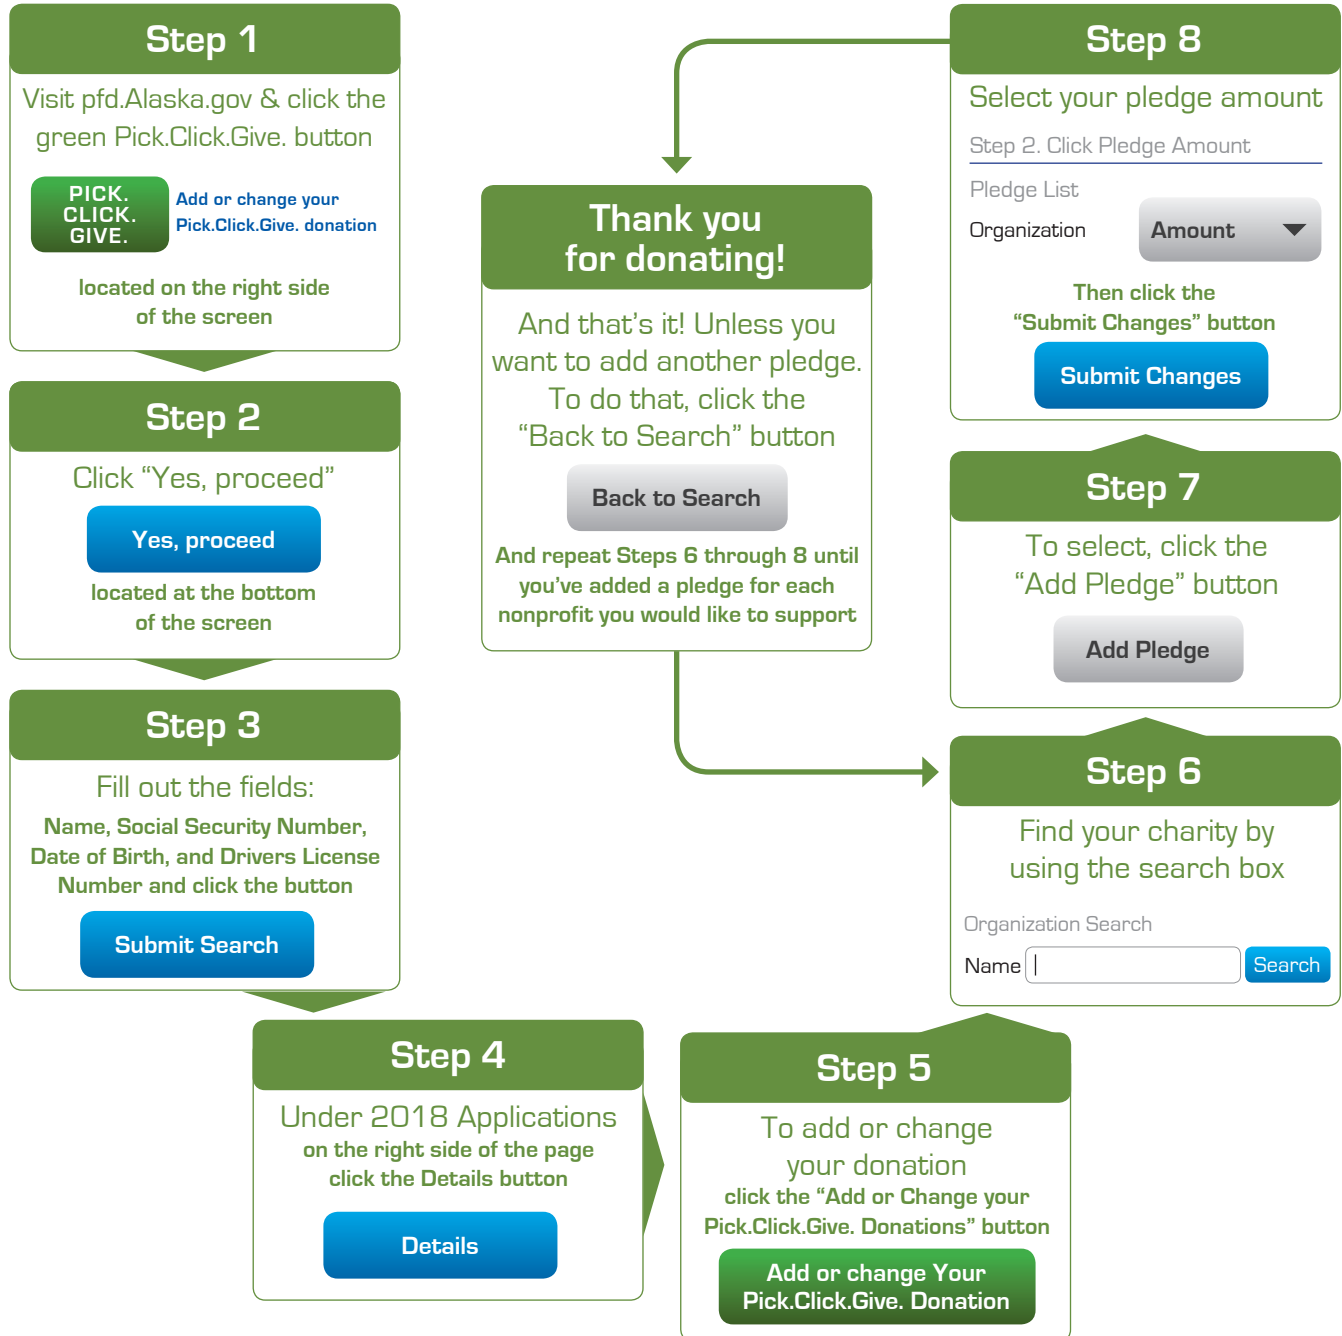 Step 1
Visit pfd.Alaska.gov & click the
green Pick.Click.Give. button
PICK.
CLICK.
GIVE.
Add or change your
Pick.Click.Give. donation
located on the right side
of the screen
Step 2
Click “Yes, proceed”
Yes, proceed
located at the bottom
of the screen
Step 3
Fill out the fields:
Name, Social Security Number,
Date of Birth, and Drivers License
Number and click the button
Submit Search
Step 4
Under 2018 Applications
on the right side of the page
click the Details button
Details
Step 5
To add or change
your donation
click the “Add or Change your
Pick.Click.Give. Donations” button
Add or change Your
Pick.Click.Give. Donation
Step 6
Find your charity by
using the search box
Organization Search
Name
Search
Step 7
To select, click the
“Add Pledge” button
Add Pledge
Step 8
Select your pledge amount
Step 2. Click Pledge Amount
Pledge List
Organization
Amount
Then click the
“Submit Changes” button
Submit Changes
Thank you
for donating!
And that’s it! Unless you
want to add another pledge.
To do that, click the
“Back to Search” button
Back to Search
And repeat Steps 6 through 8 until
you’ve added a pledge for each
nonprofit you would like to support